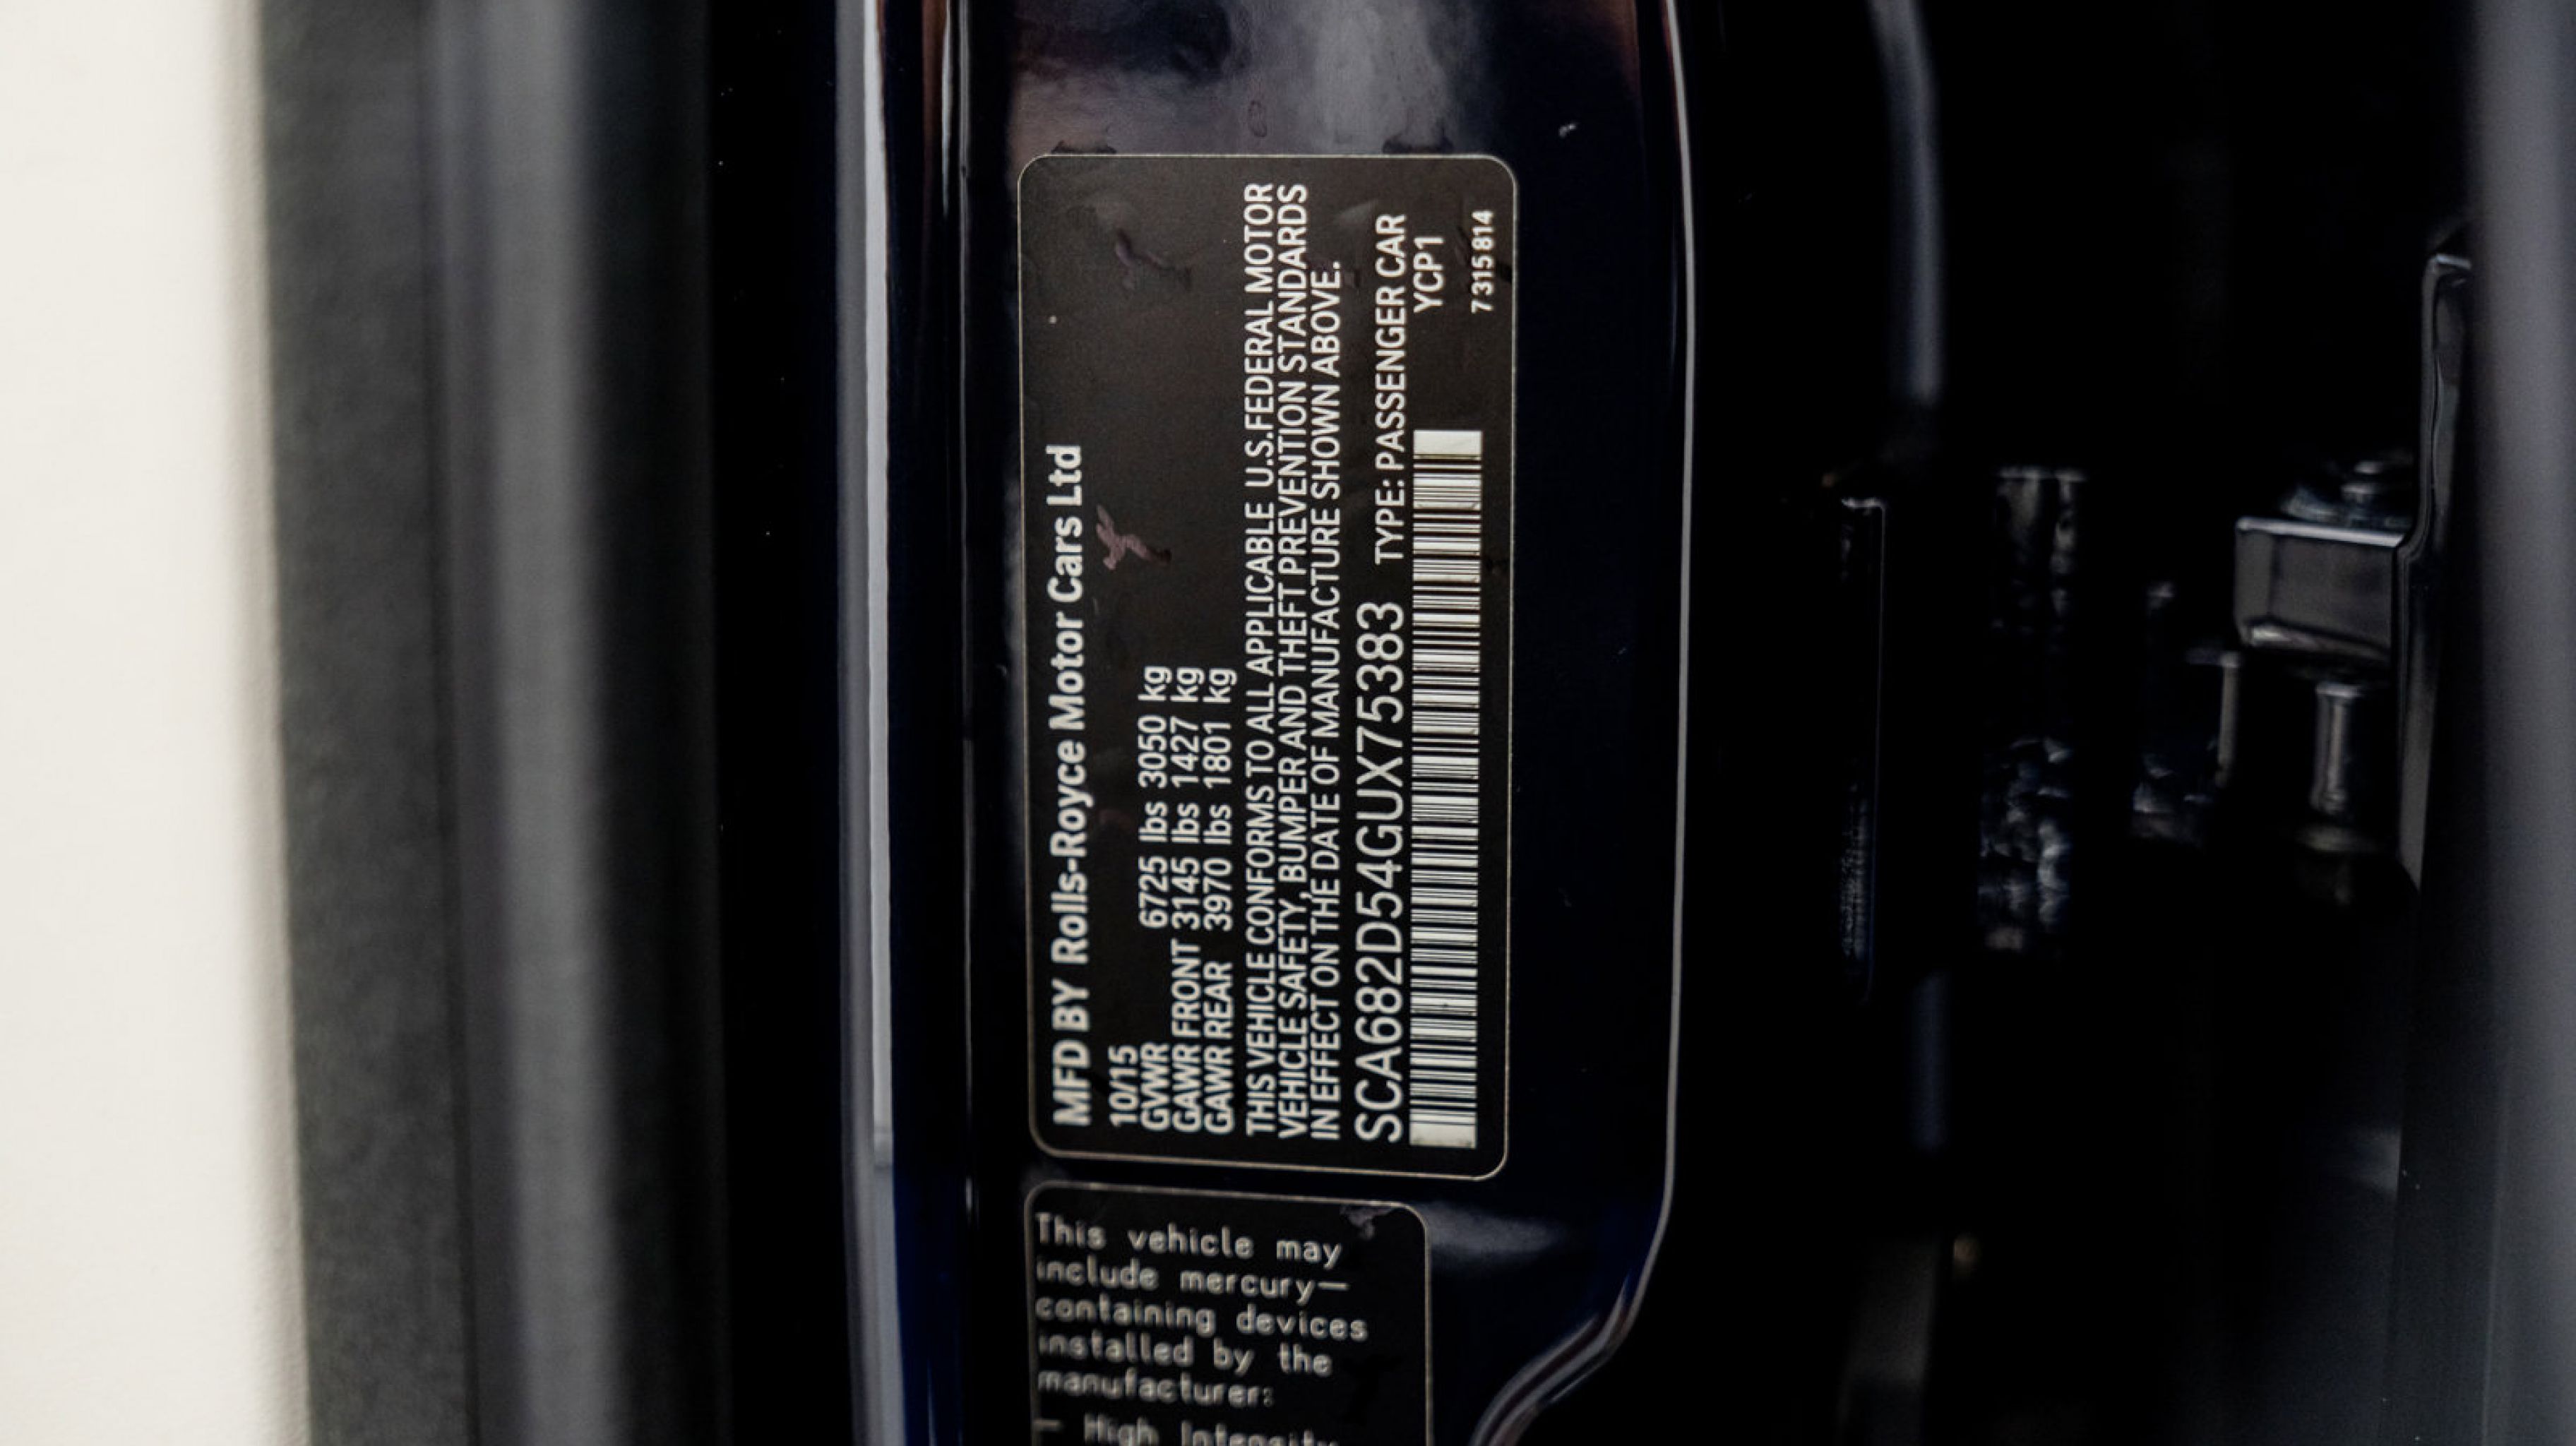 MFD BY Rolls-Royce Motor Cars Ltd
10/15
GVWR 6725 lbs 3050 kg
GAWR FRONT 3145 lbs 1427 kg
GAWR REAR 3970 lbs 1801 kg
THIS VEHICLE CONFORMS TO ALL APPLICABLE U.S.FEDERAL MOTOR
VEHICLE SAFETY, BUMPER AND THEFT PREVENTION STANDARDS
IN EFFECT ON THE DATE OF MANUFACTURE SHOWN ABOVE.
SCA682D54GUX75383 TYPE: PASSENGER CAR
YCP1
7315814
This vehicle may
include mercury—
containing devices
installed by the
manufacturer:
— High Intensity